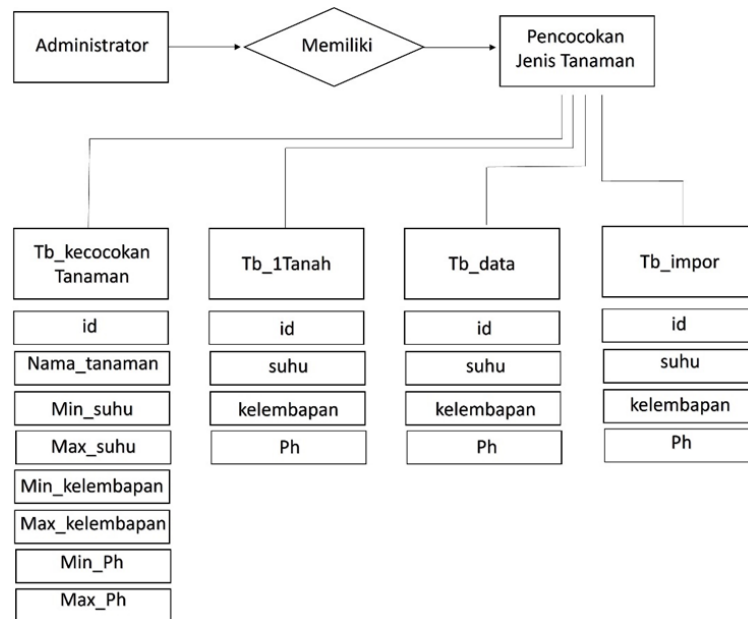 Administrator
Memiliki
Pencocokan
Jenis Tanaman
Tb_kecocokan
Tanaman
id
Nama_tanaman
Min_suhu
Max_suhu
Min_kelembapan
Max_kelembapan
Min_Ph
Max_Ph
Tb_1Tanah
id
suhu
kelembapan
Ph
Tb_data
id
suhu
kelembapan
Ph
Tb_impor
id
suhu
kelembapan
Ph